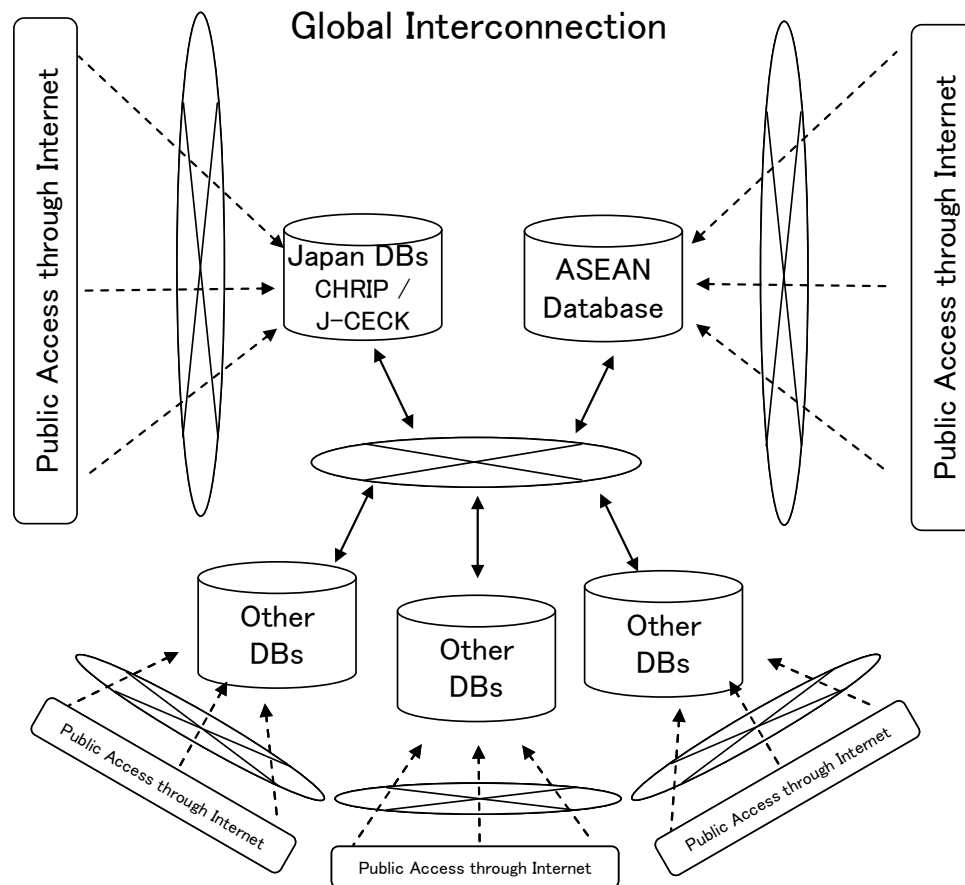 Global Interconnection
Public Access through Internet
Japan DBs
CHRIP /
J-CECK
ASEAN
Database
Public Access through Internet
Other
DBs
Other
DBs
Other
DBs
Public Access through Internet
Public Access through Internet
Public Access through Internet